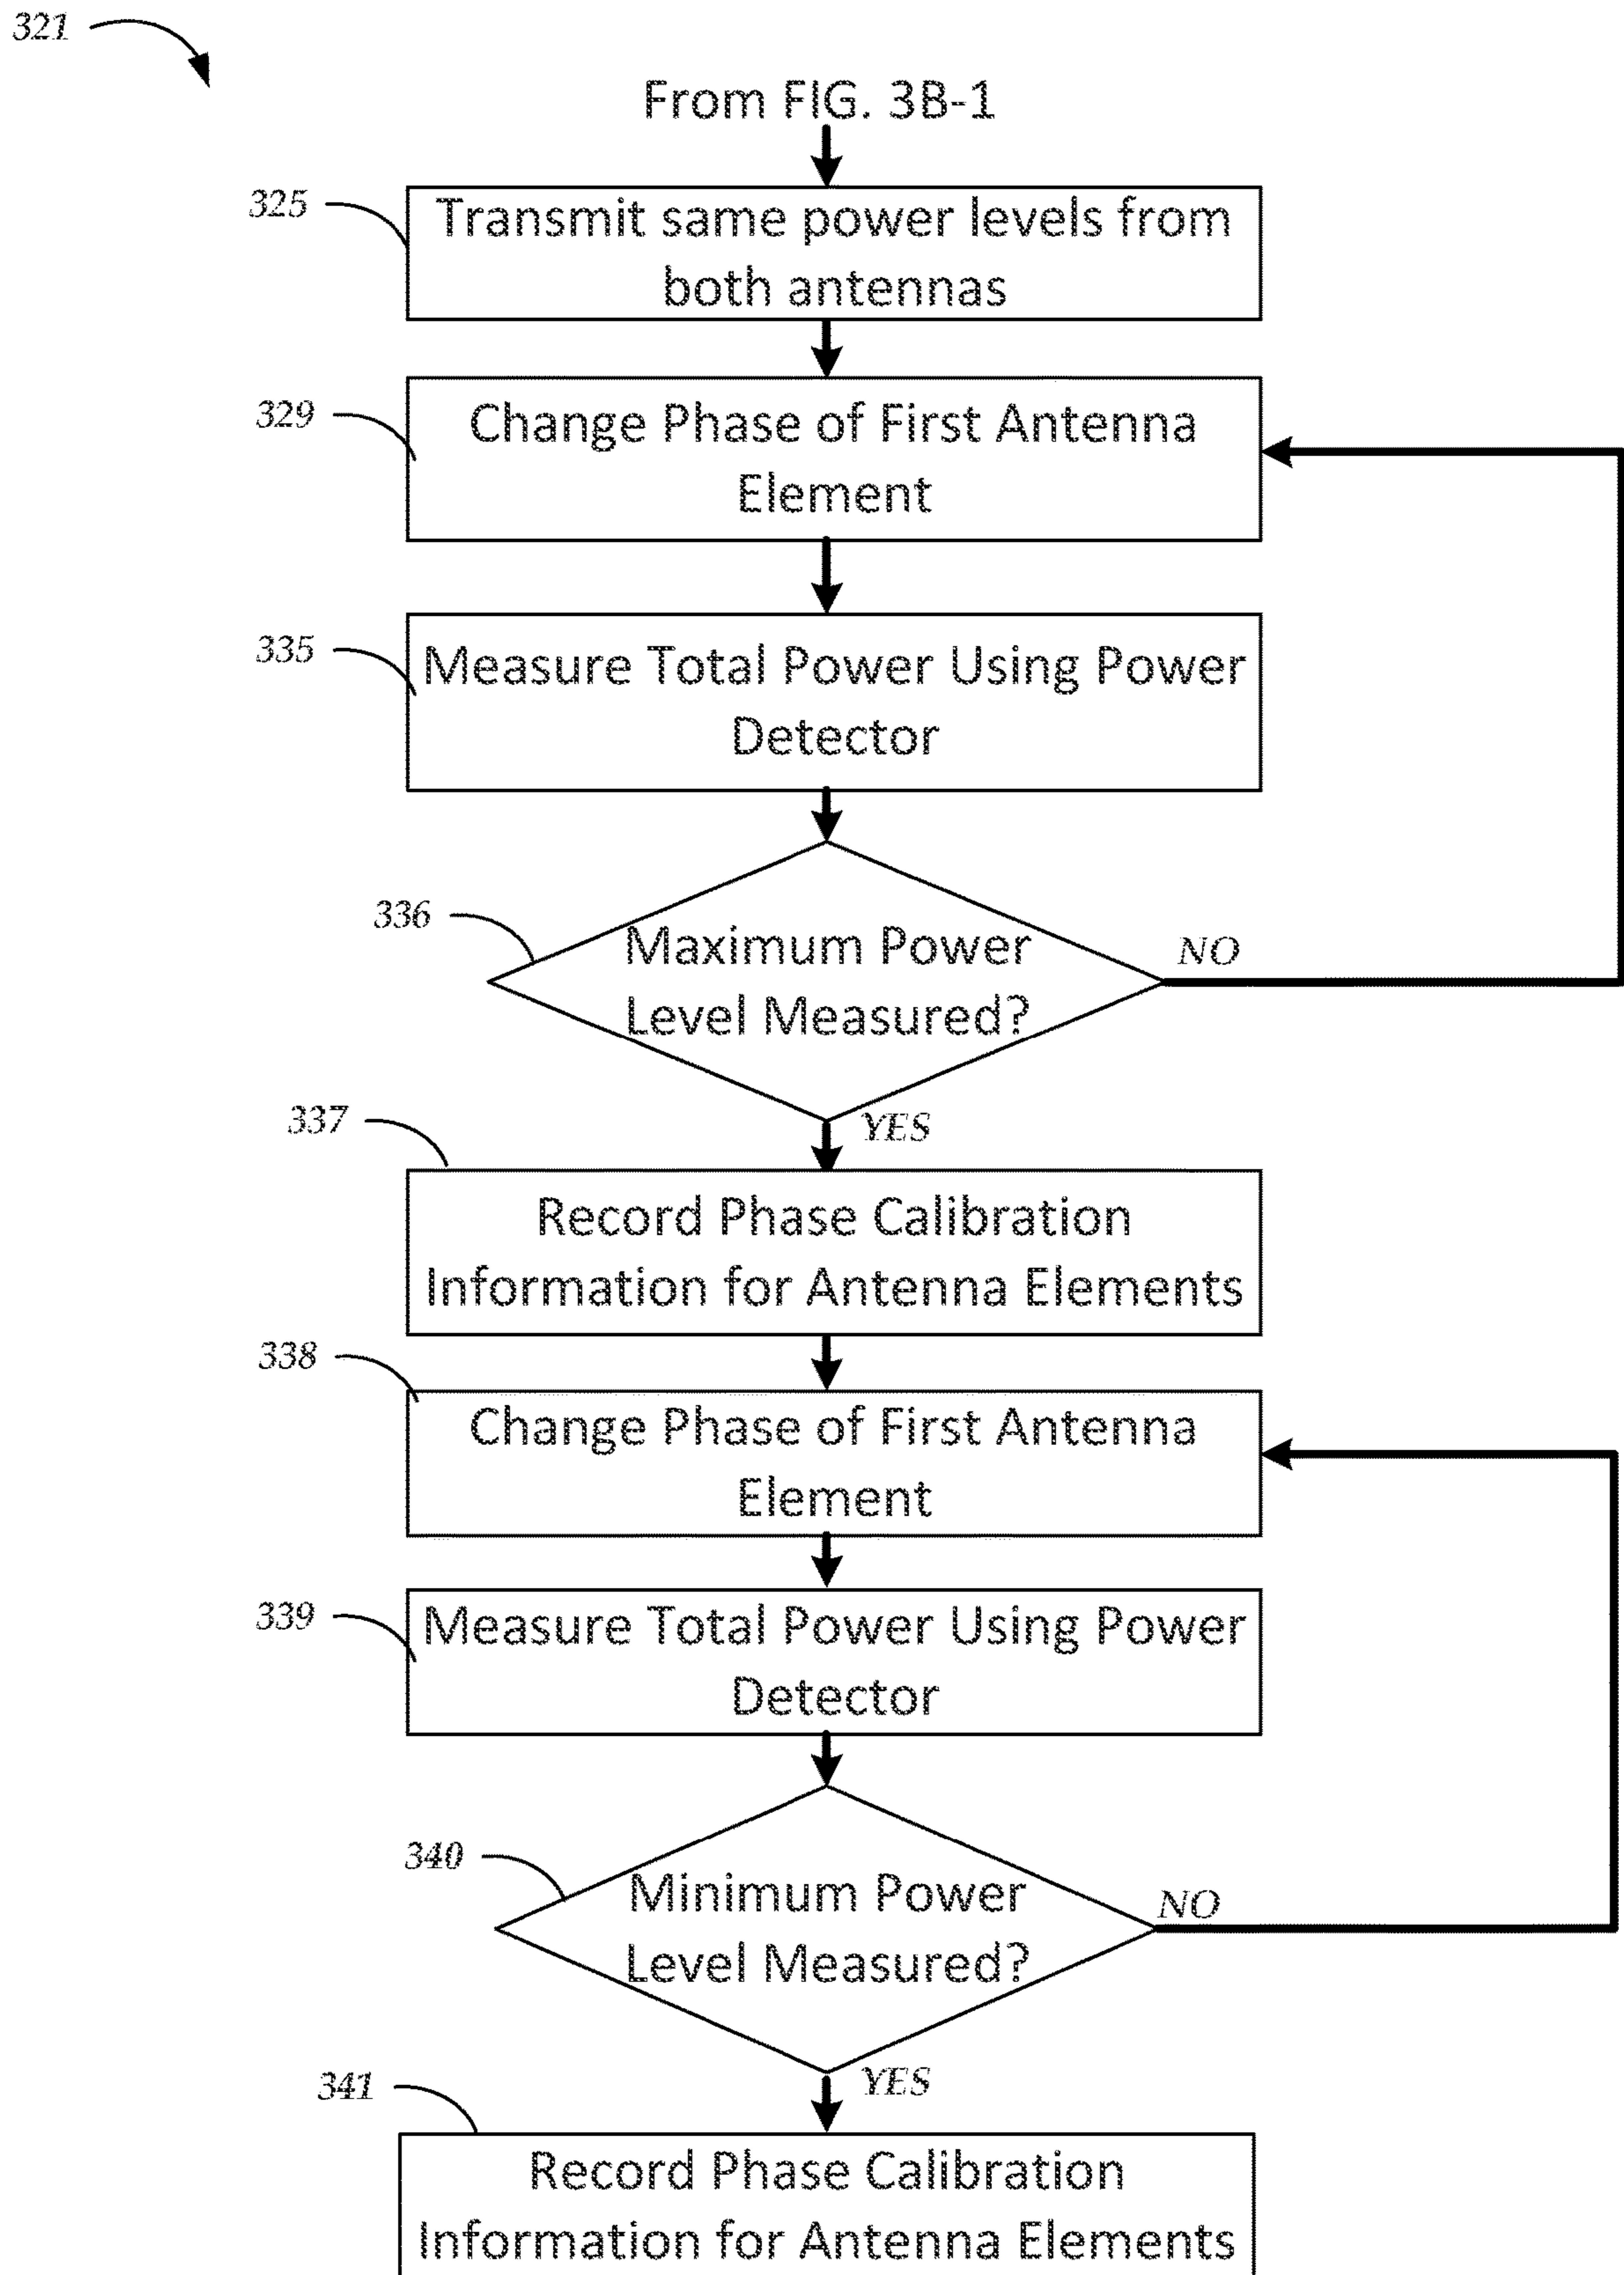 321
From FIG. 3B-1
325
Transmit same power levels from
both antennas
329
Change Phase of First Antenna
Element
335
Measure Total Power Using Power
Detector
336
Maximum Power
Level Measured?
NO
YES
337
Record Phase Calibration
Information for Antenna Elements
338
Change Phase of First Antenna
Element
339
Measure Total Power Using Power
Detector
340
Minimum Power
Level Measured?
NO
YES
341
Record Phase Calibration
Information for Antenna Elements